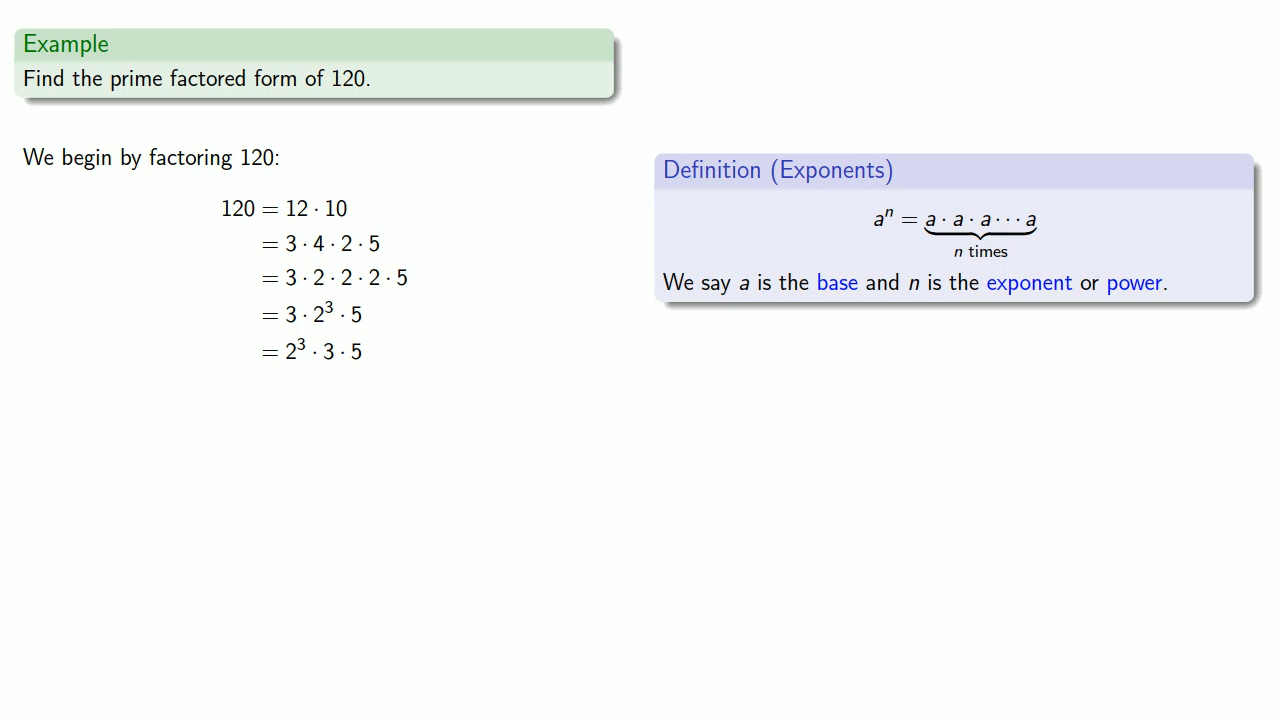 Example
Find the prime factored form of 120.
We begin by factoring 120:
120 = 12 · 10
= 3 · 4 · 2 · 5
= 3 · 2 · 2 · 2 · 5
= 3 · 2³ · 5
= 2³ · 3 · 5
Definition (Exponents)
aⁿ = a · a · a · · · a
n times
We say a is the base and n is the exponent or power.